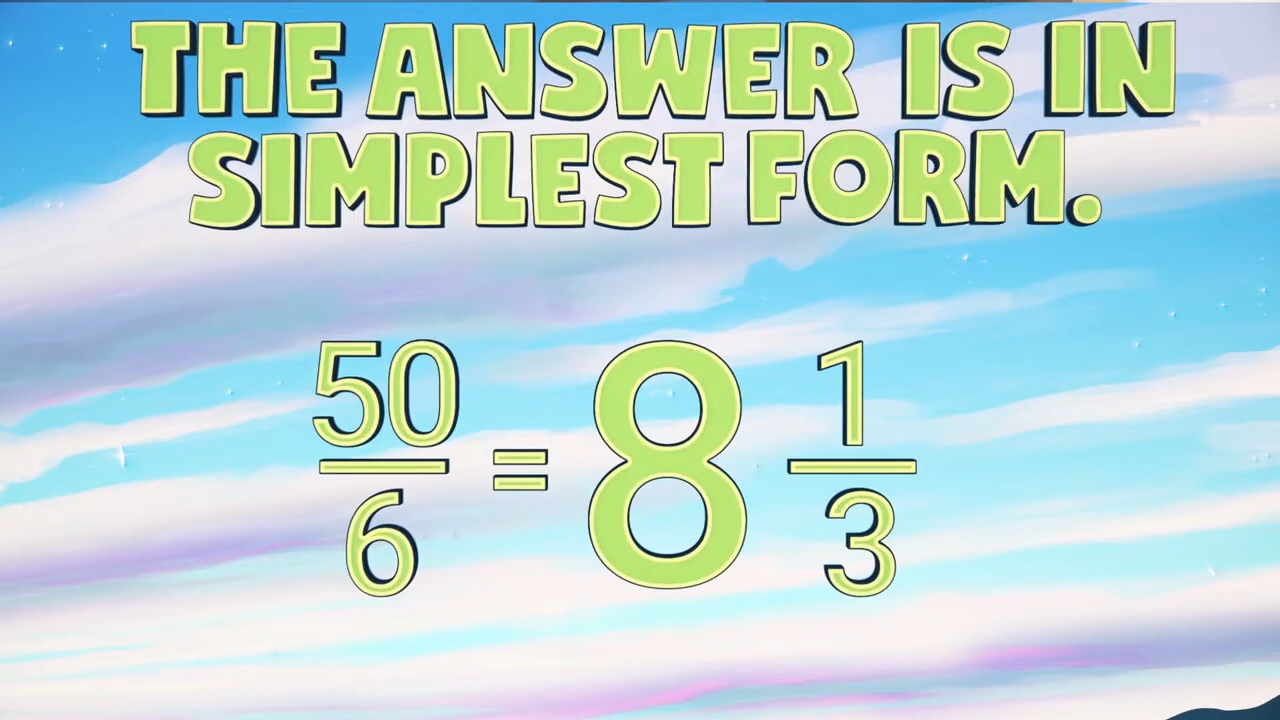 THE ANSWER IS IN
SIMPLEST FORM.
50/6 = 8 1/3